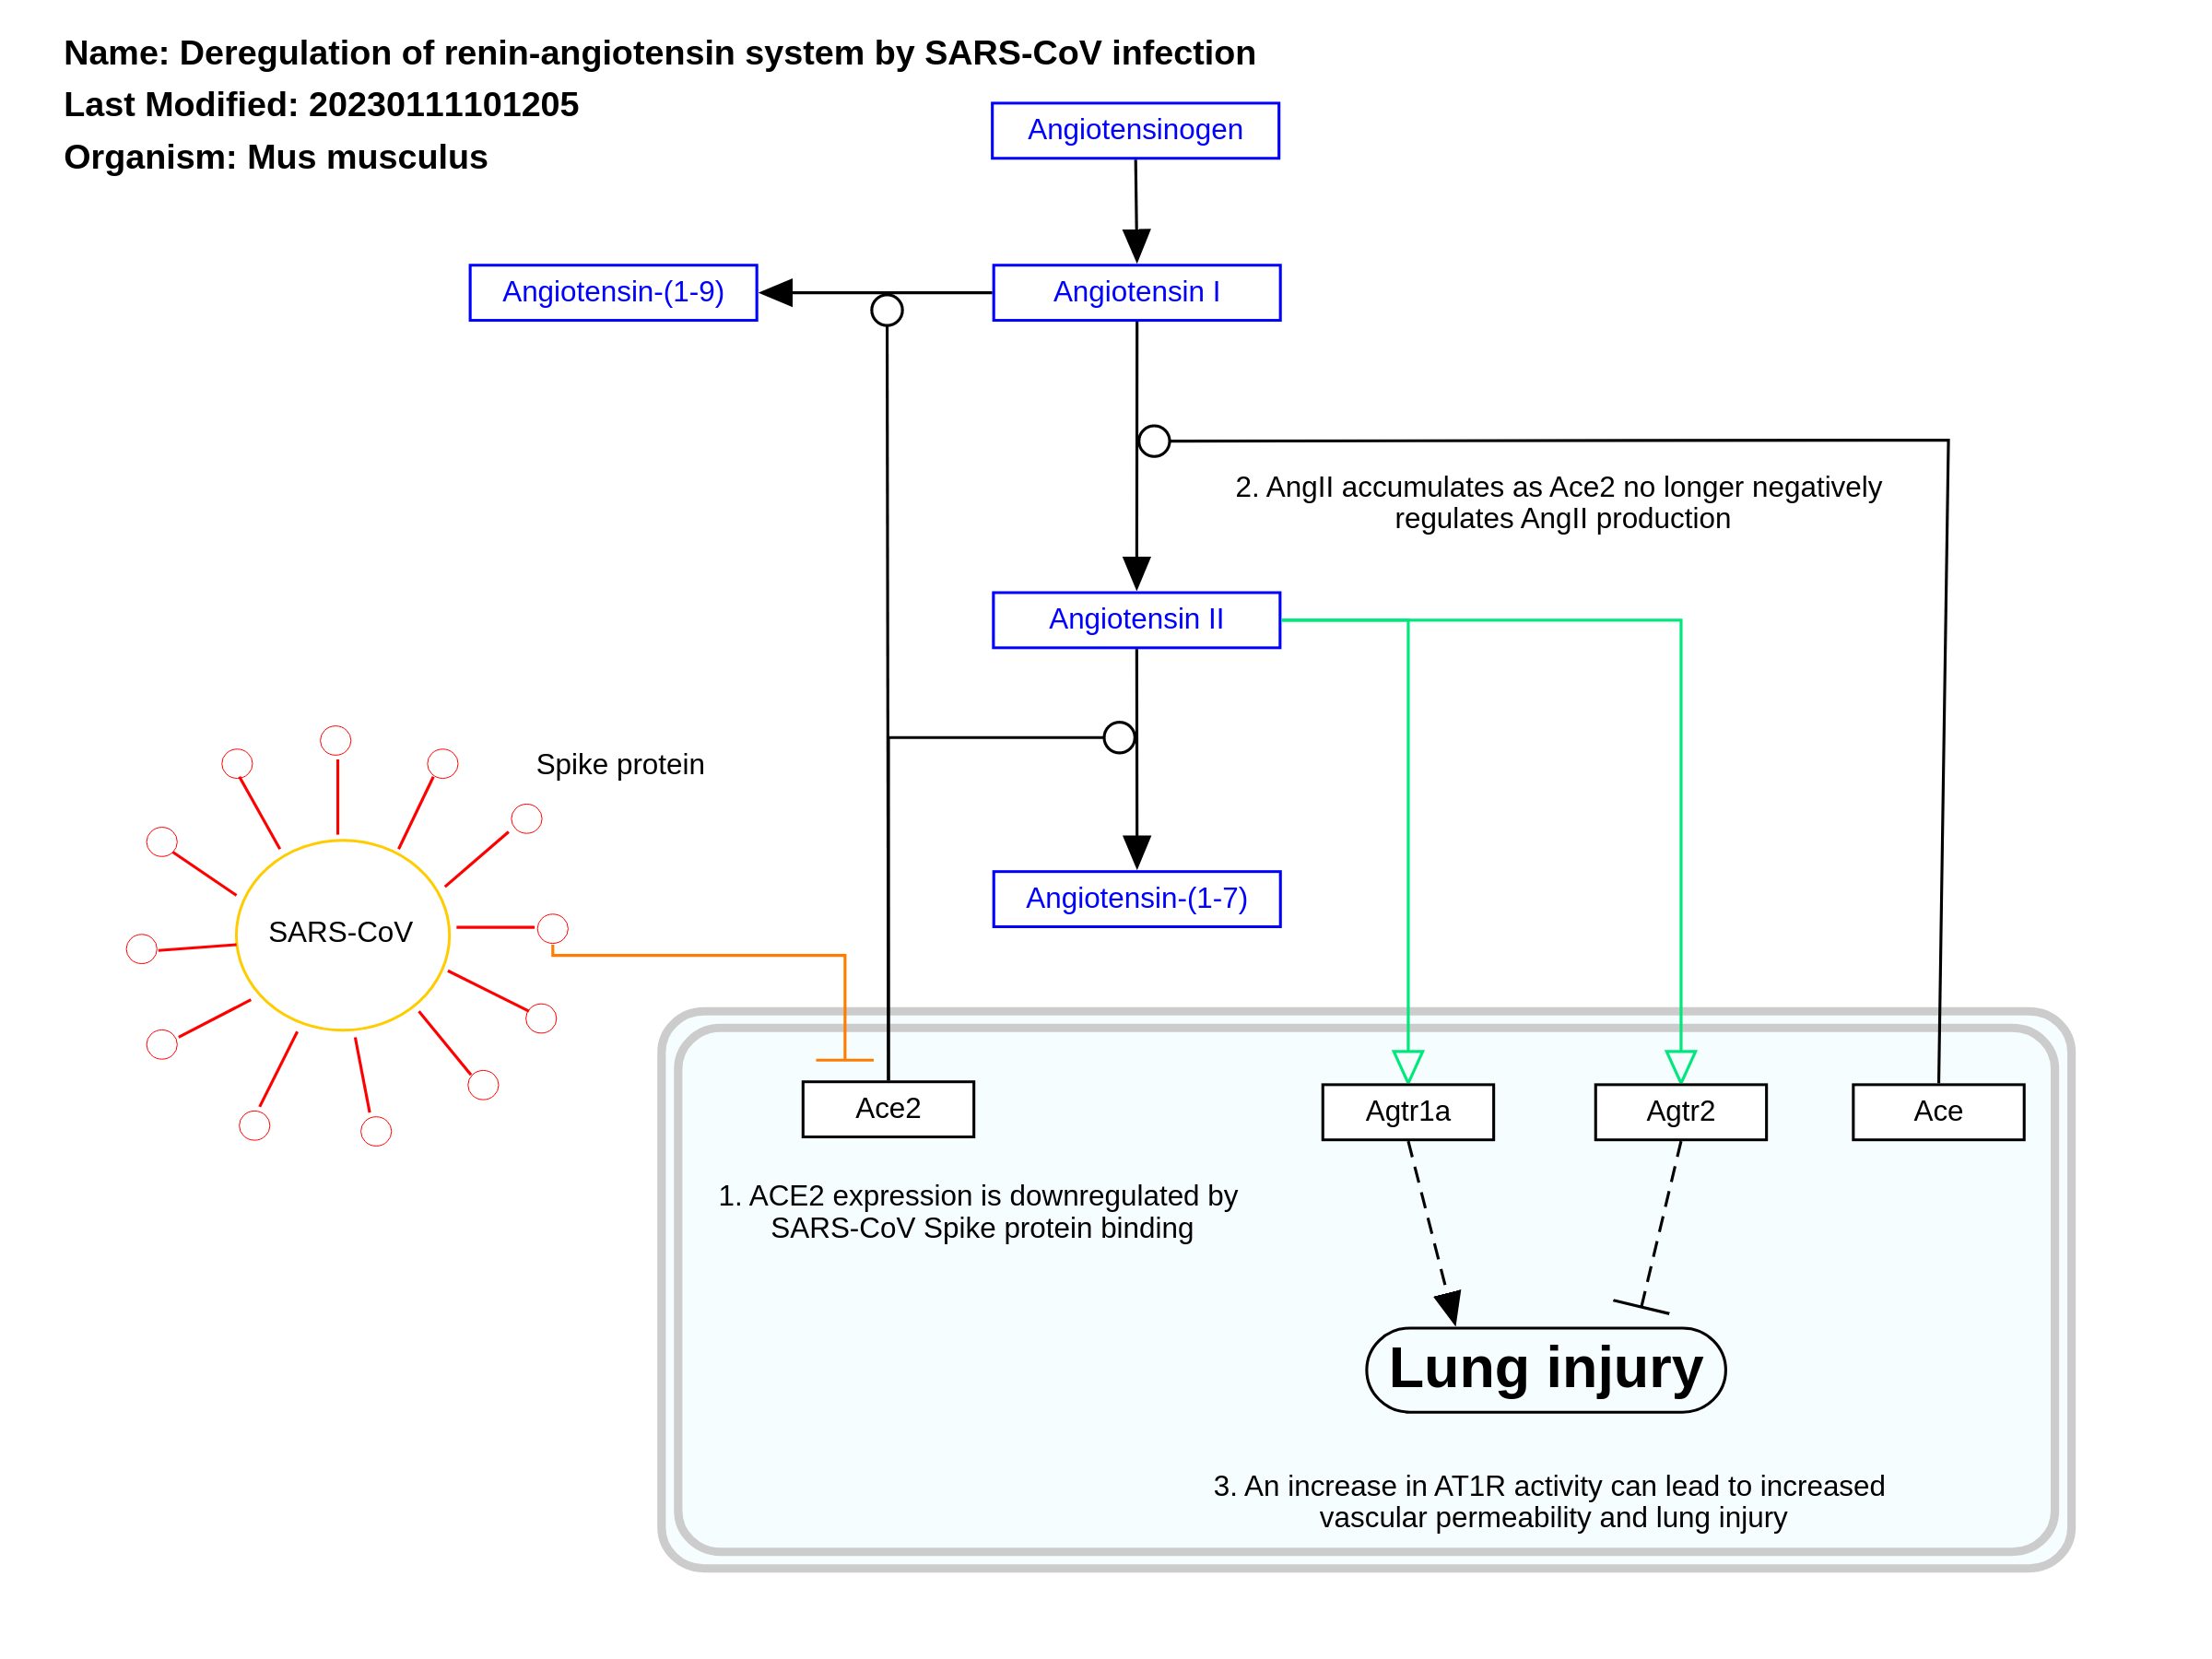 Name: Deregulation of renin-angiotensin system by SARS-CoV infection
Last Modified: 20230111101205
Organism: Mus musculus
Angiotensinogen
Angiotensin-(1-9)
Angiotensin I
2. AngII accumulates as Ace2 no longer negatively
regulates AngII production
Angiotensin II
Spike protein
Angiotensin-(1-7)
SARS-CoV
Ace2
Agtr1a
Agtr2
Ace
1. ACE2 expression is downregulated by
SARS-CoV Spike protein binding
Lung injury
3. An increase in AT1R activity can lead to increased
vascular permeability and lung injury